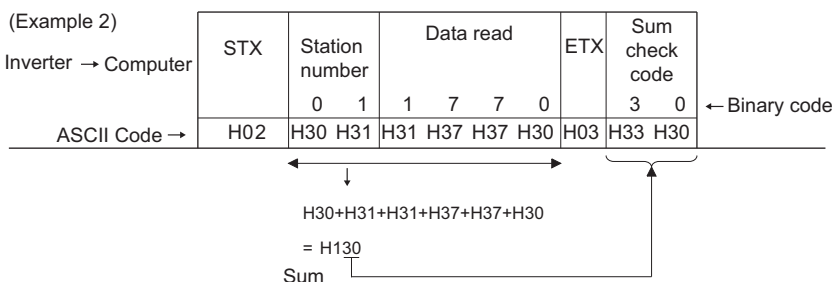 (Example 2)
Inverter → Computer
STX
Station
number
Data read
ETX
Sum
check
code
0 1 1 7 7 0 3 0
← Binary code
ASCII Code →
H02 H30 H31 H31 H37 H37 H30 H03 H33 H30
H30+H31+H31+H37+H37+H30
= H130
Sum